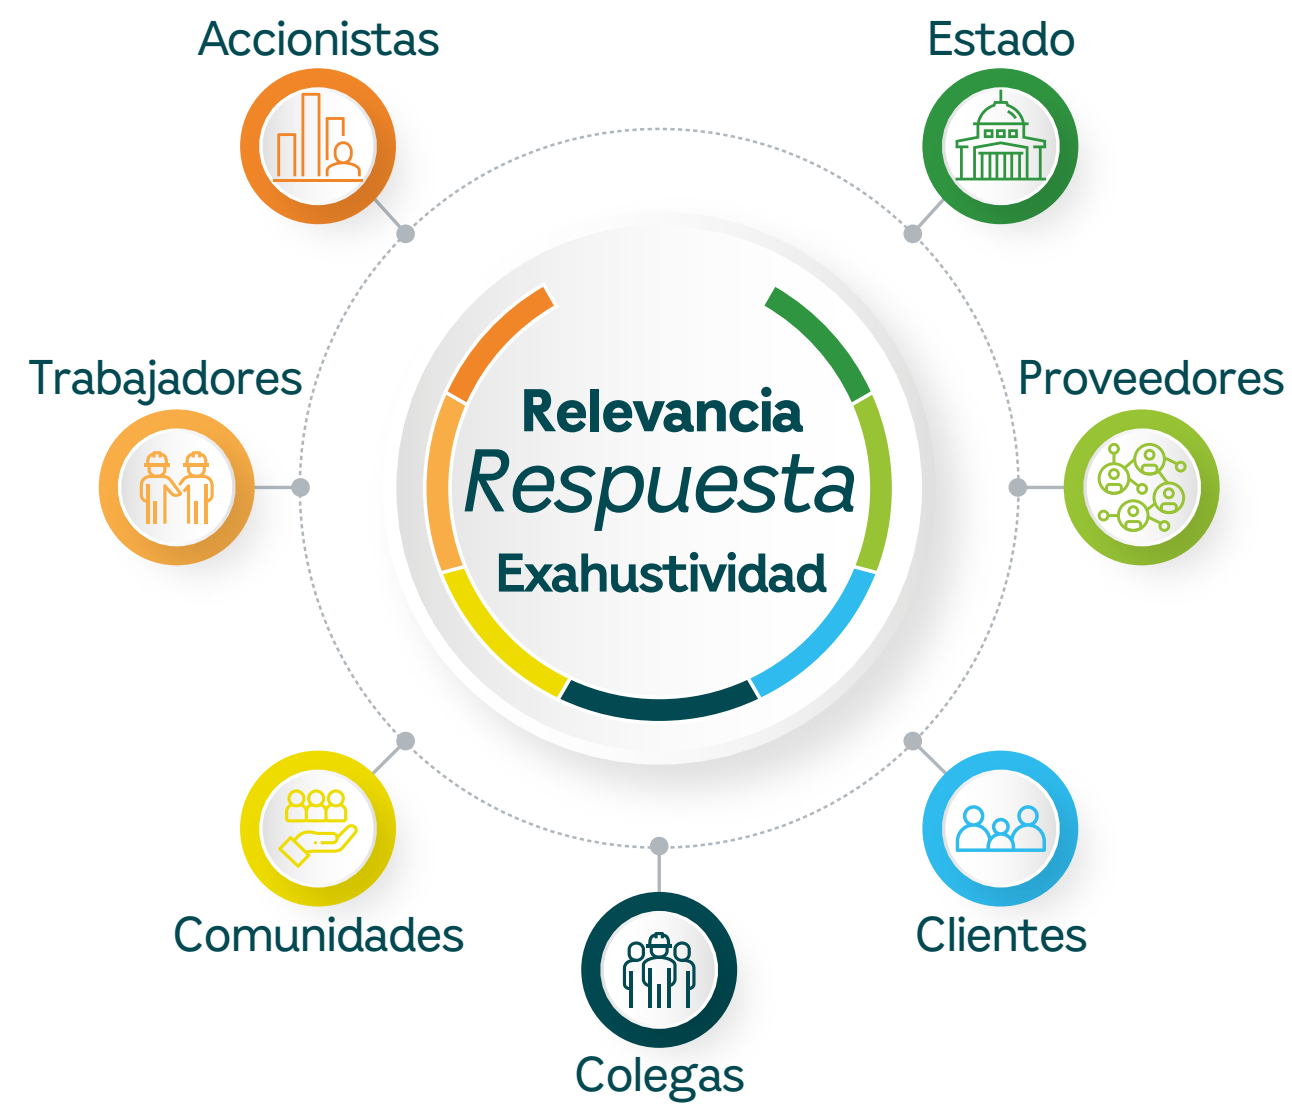 Accionistas
Estado
Trabajadores
Proveedores
Relevancia
Respuesta
Exahustividad
Comunidades
Clientes
Colegas